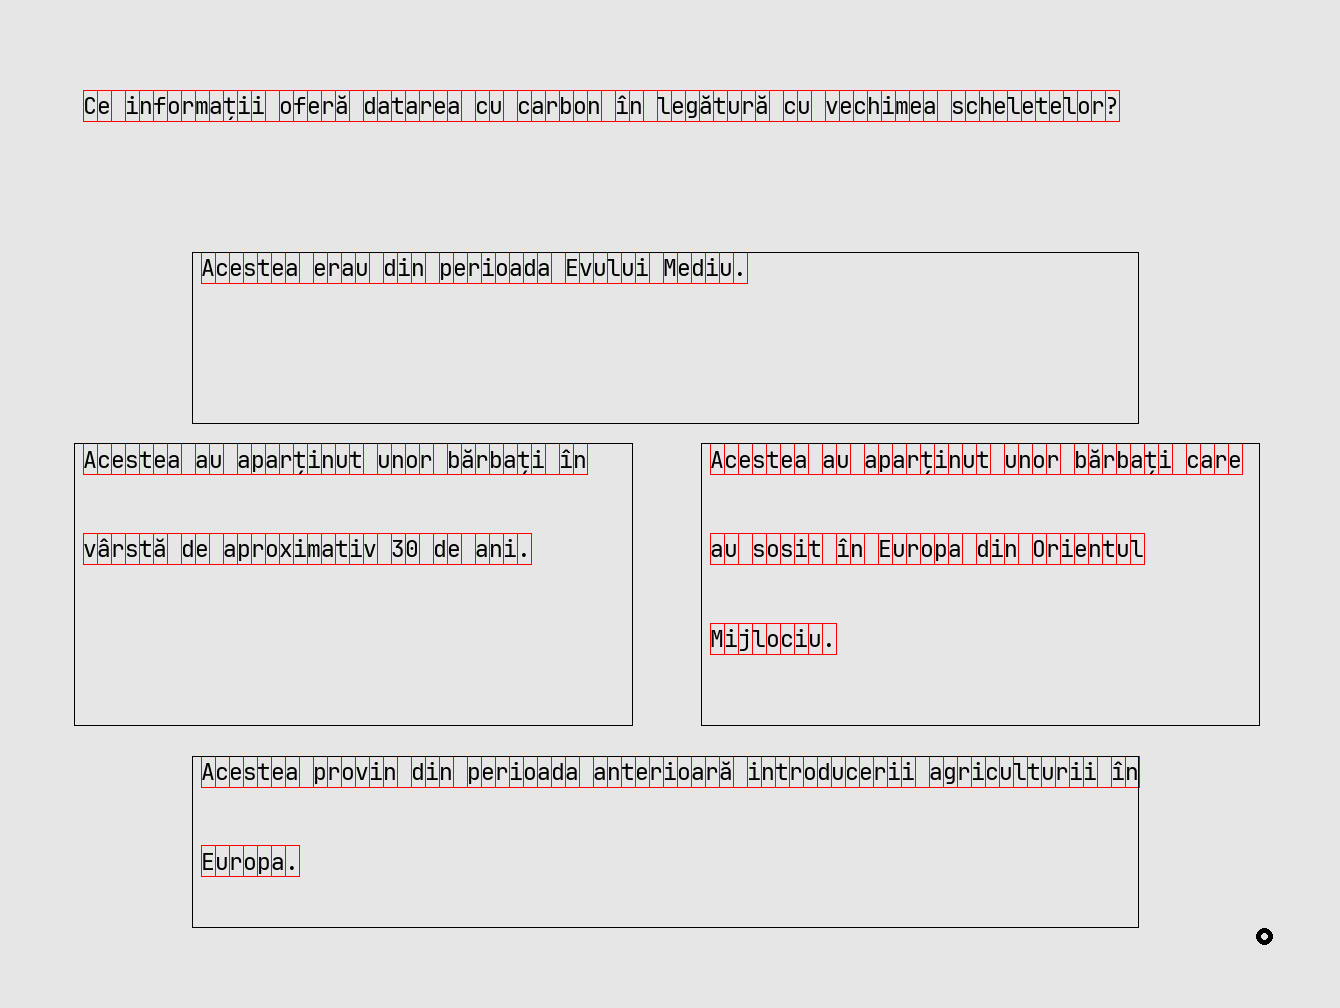 Ce informații oferă datarea cu carbon în legătură cu vechimea scheletelor?
Acestea erau din perioada Evului Mediu.
Acestea au aparținut unor bărbați în
vârstă de aproximativ 30 de ani.
Acestea au aparținut unor bărbați care
au sosit în Europa din Orientul
Mijlociu.
Acestea provin din perioada anterioară introducerii agriculturii în
Europa.